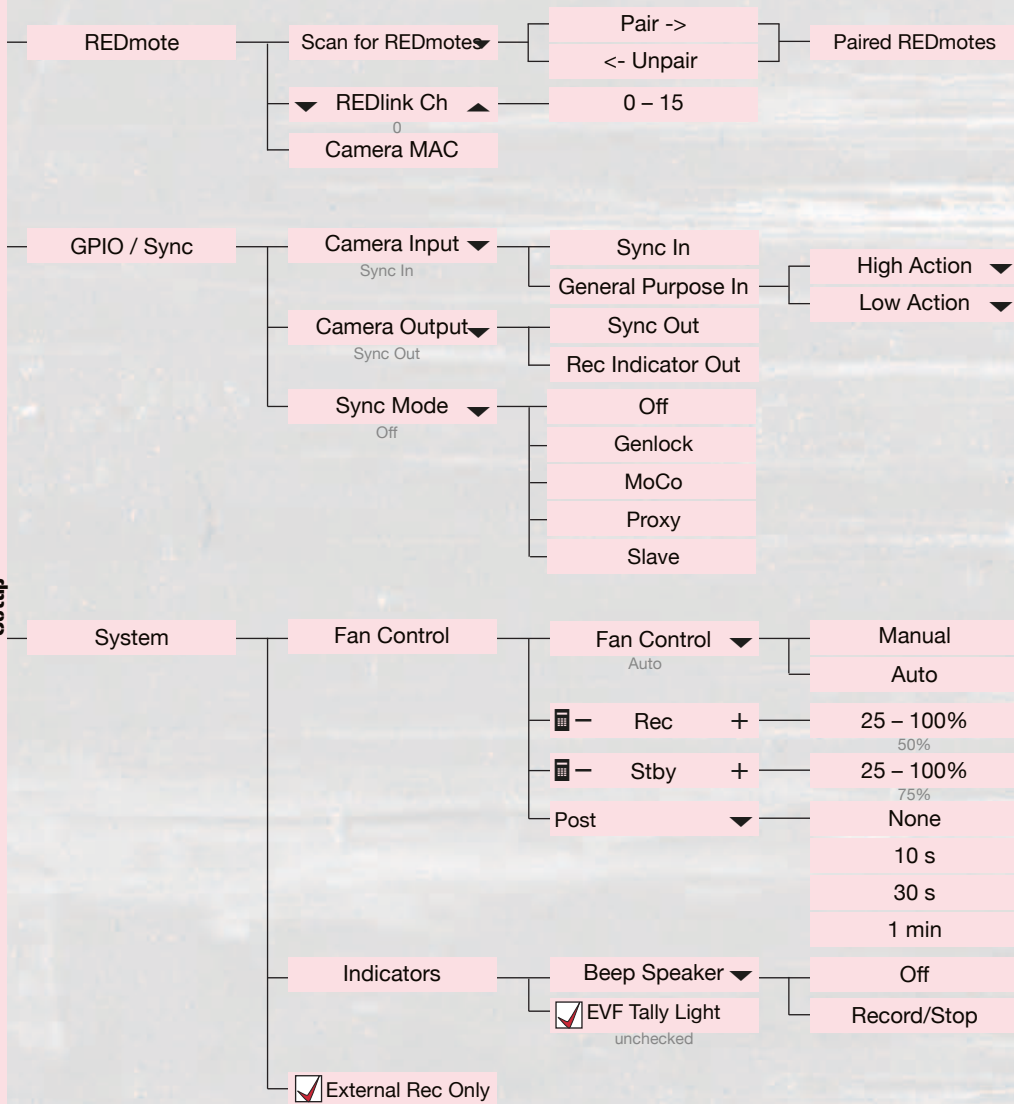 REDmote
Scan for REDmotes
Pair ->
<- Unpair
Paired REDmotes
REDlink Ch
0
0 – 15
Camera MAC
GPIO / Sync
Camera Input
Sync In
Sync In
General Purpose In
High Action
Low Action
Camera Output
Sync Out
Sync Out
Rec Indicator Out
Sync Mode
Off
Off
Genlock
MoCo
Proxy
Slave
System
Fan Control
Fan Control
Auto
Manual
Auto
– Rec +
25 – 100%
50%
– Stby +
25 – 100%
75%
Post
None
10 s
30 s
1 min
Indicators
Beep Speaker
Off
Record/Stop
EVF Tally Light
unchecked
External Rec Only